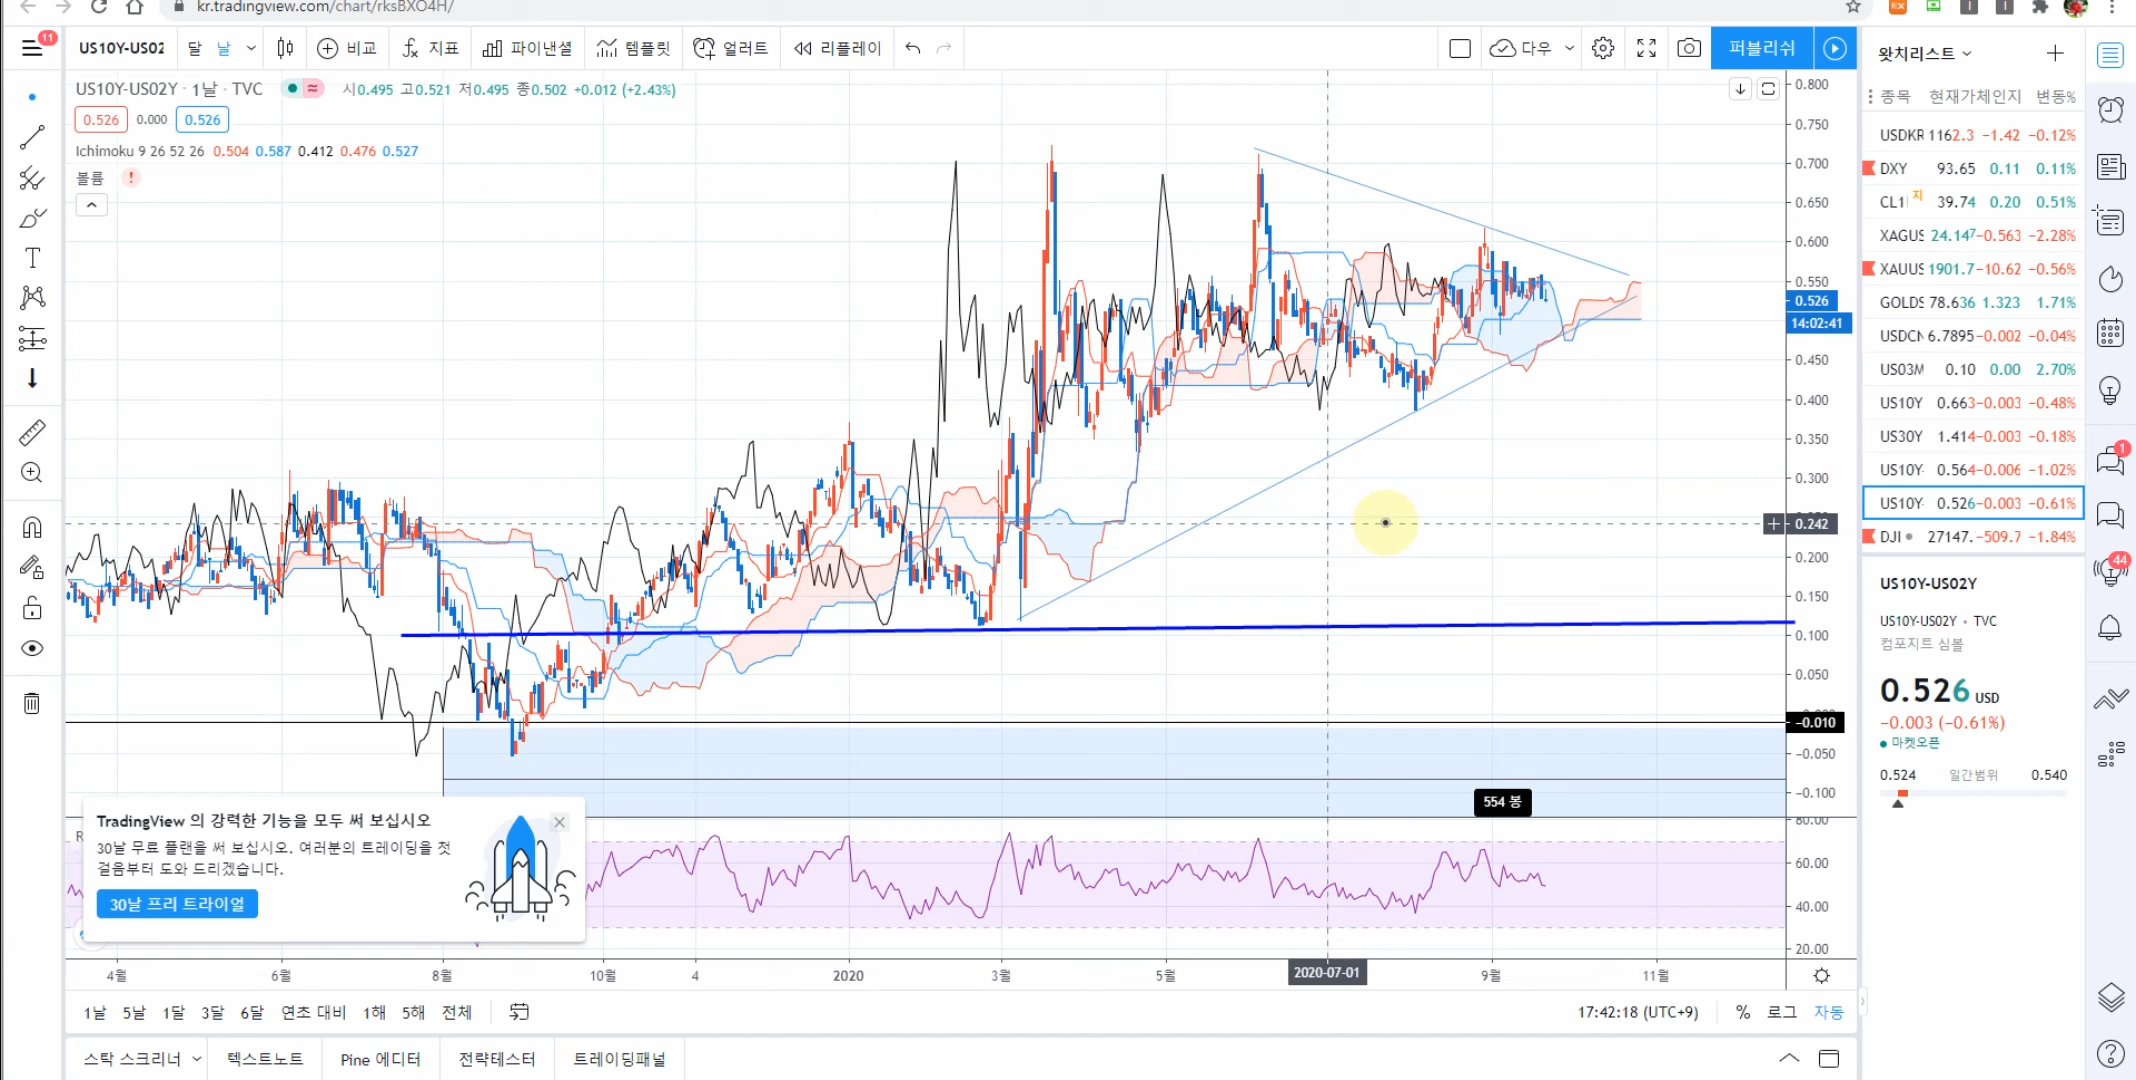 kr.tradingview.com/chart/rksBXO4H/
11
US10Y-US02
달
날
비교
지표
파이낸셜
템플릿
얼러트
리플레이
다우
퍼블리쉬
US10Y-US02Y · 1날 · TVC
시0.495 고0.521 저0.495 종0.502 +0.012 (+2.43%)
0.526 0.000 0.526
Ichimoku 9 26 52 26 0.504 0.587 0.412 0.476 0.527
볼륨 !
0.800
0.750
0.700
0.650
0.600
0.550
0.526
14:02:41
0.450
0.400
0.350
0.300
0.242
0.200
0.150
0.100
0.050
-0.010
-0.050
-0.100
80.00
60.00
40.00
20.00
554 봉
TradingView 의 강력한 기능을 모두 써 보십시오
30날 무료 플랜을 써 보십시오. 여러분의 트레이딩을 첫
걸음부터 도와 드리겠습니다.
30날 프리 트라이얼
4월 6월 8월 10월 4 2020 3월 5월 2020-07-01 9월 11월
1날 5날 1달 3달 6달 연초 대비 1해 5해 전체
17:42:18 (UTC+9) % 로그 자동
스탁 스크리너 텍스트노트 Pine 에디터 전략테스터 트레이딩패널
왓치리스트
종목 현재가 체인지 변동%
USDKR 1162.3 -1.42 -0.12%
DXY 93.65 0.11 0.11%
CL1! 지 39.74 0.20 0.51%
XAGUS 24.147 -0.563 -2.28%
XAUUS 1901.7 -10.62 -0.56%
GOLDS 78.636 1.323 1.71%
USDCN 6.7895 -0.002 -0.04%
US03M 0.10 0.00 2.70%
US10Y 0.663 -0.003 -0.48%
US30Y 1.414 -0.003 -0.18%
US10Y- 0.564 -0.006 -1.02%
US10Y- 0.526 -0.003 -0.61%
DJI 27147. -509.7 -1.84%
US10Y-US02Y
US10Y-US02Y • TVC
컴포지트 심볼
0.526 USD
-0.003 (-0.61%)
마켓오픈
0.524 일간범위 0.540
1
44